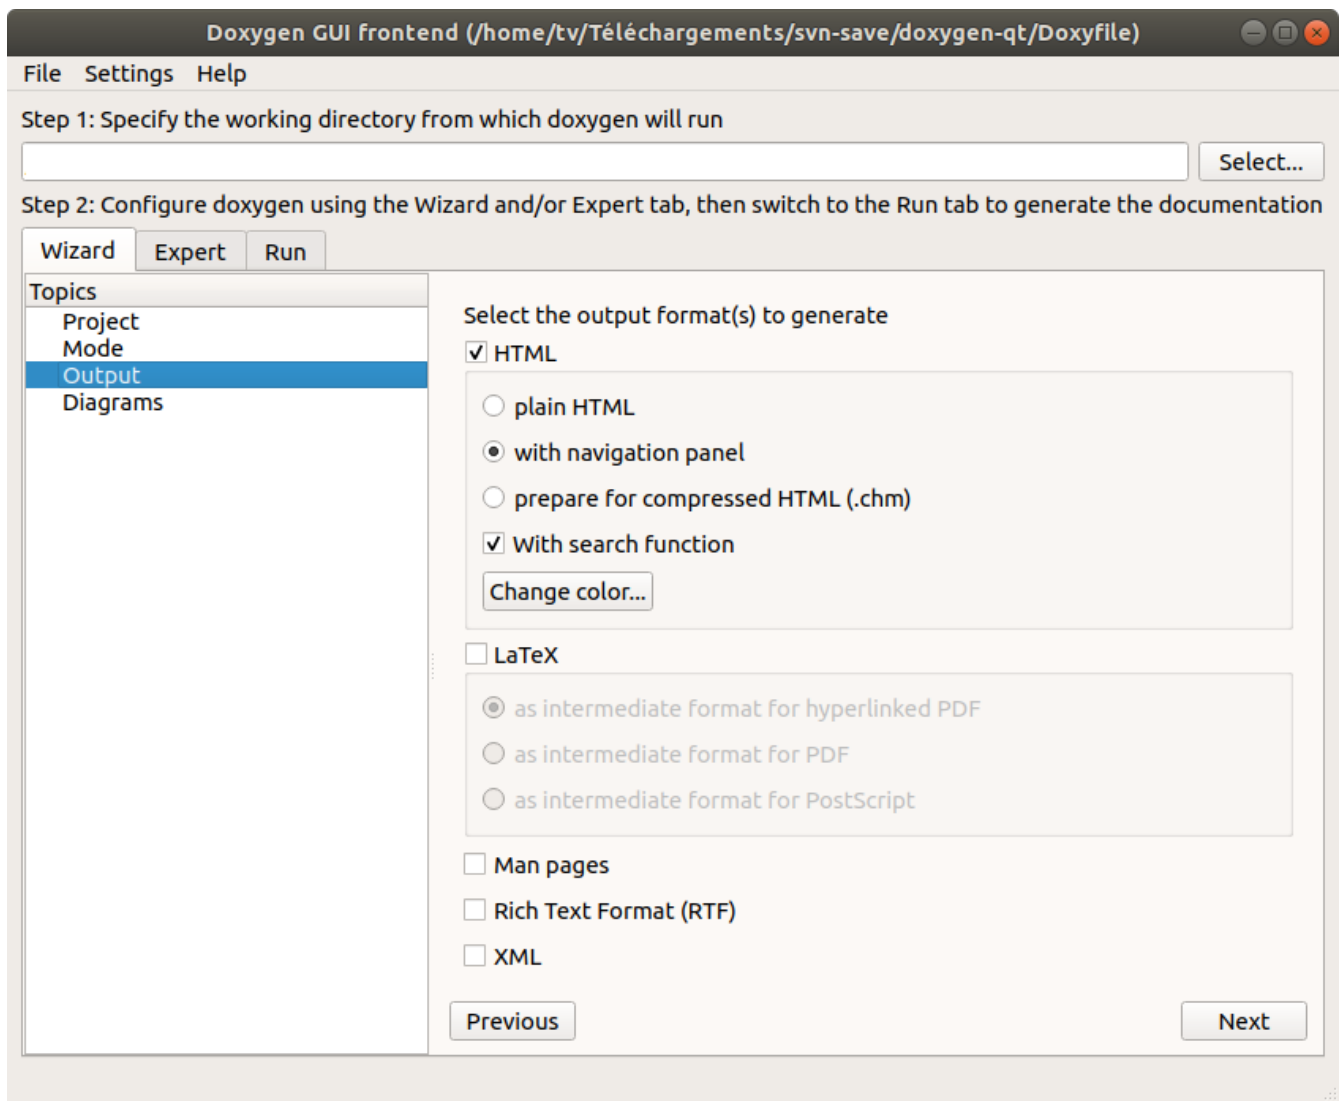 Doxygen GUI frontend (/home/tv/Téléchargements/svn-save/doxygen-qt/Doxyfile)
File Settings Help
Step 1: Specify the working directory from which doxygen will run
Select...
Step 2: Configure doxygen using the Wizard and/or Expert tab, then switch to the Run tab to generate the documentation
Wizard Expert Run
Topics
Project
Mode
Output
Diagrams
Select the output format(s) to generate
HTML
plain HTML
with navigation panel
prepare for compressed HTML (.chm)
With search function
Change color...
LaTeX
as intermediate format for hyperlinked PDF
as intermediate format for PDF
as intermediate format for PostScript
Man pages
Rich Text Format (RTF)
XML
Previous Next